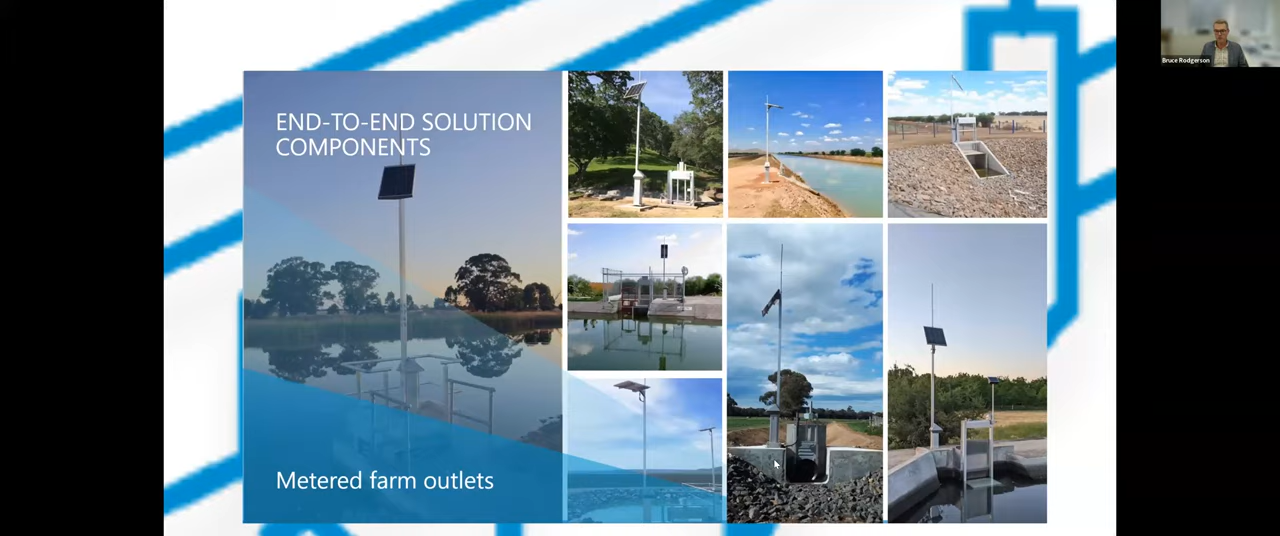 END-TO-END SOLUTION
COMPONENTS
Metered farm outlets
Bruce Rodgerson